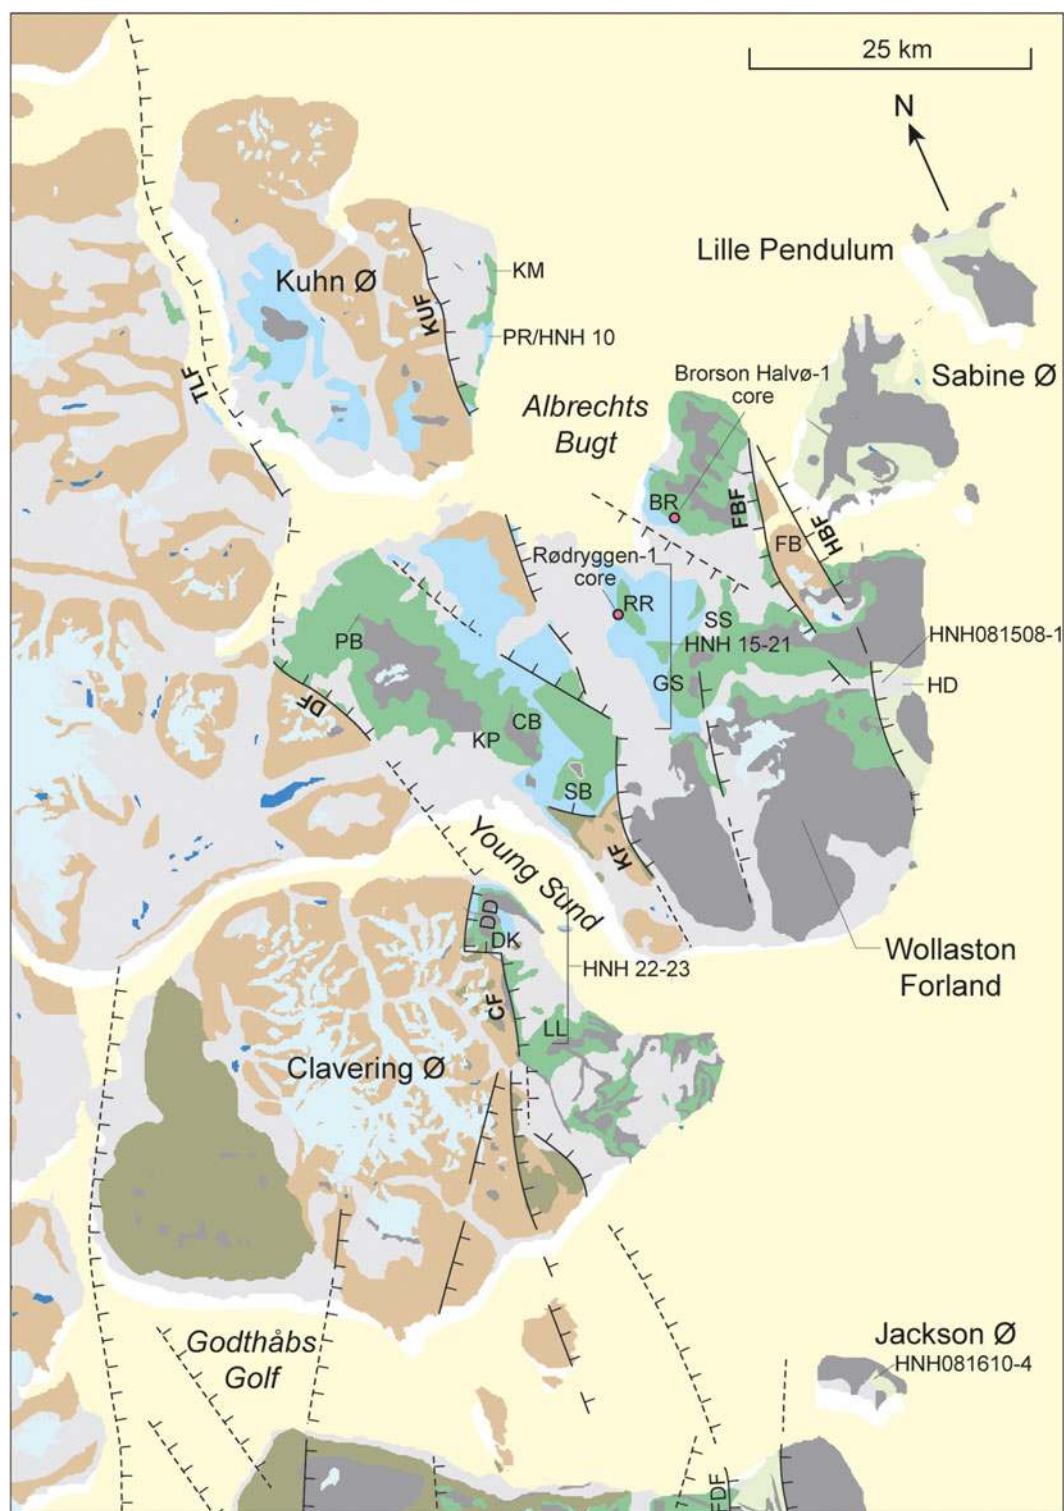 25 km
N
Lille Pendulum
Kuhn Ø
KM
KUF
PR/HNH 10
TLF
Sabine Ø
Brorson Halvø-1
core
Albrechts
Bugt
BR
FBF
HBF
FB
Rødryggen-1
core
RR
SS
HNH 15-21
HNH081508-1
PB
GS
HD
DF
CB
KP
SB
KF
Young Sund
DD
DK
HNH 22-23
Wollaston
Forland
CF
LL
Clavering Ø
Jackson Ø
HNH081610-4
Godthåbs
Golf
FDF